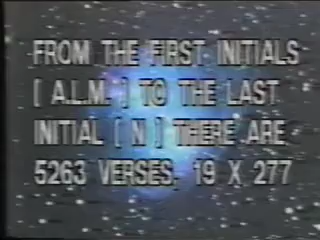 FROM THE FIRST INITIALS
[ A.L.M. ] TO THE LAST
INITIAL [ N ] THERE ARE
5263 VERSES, 19 X 277